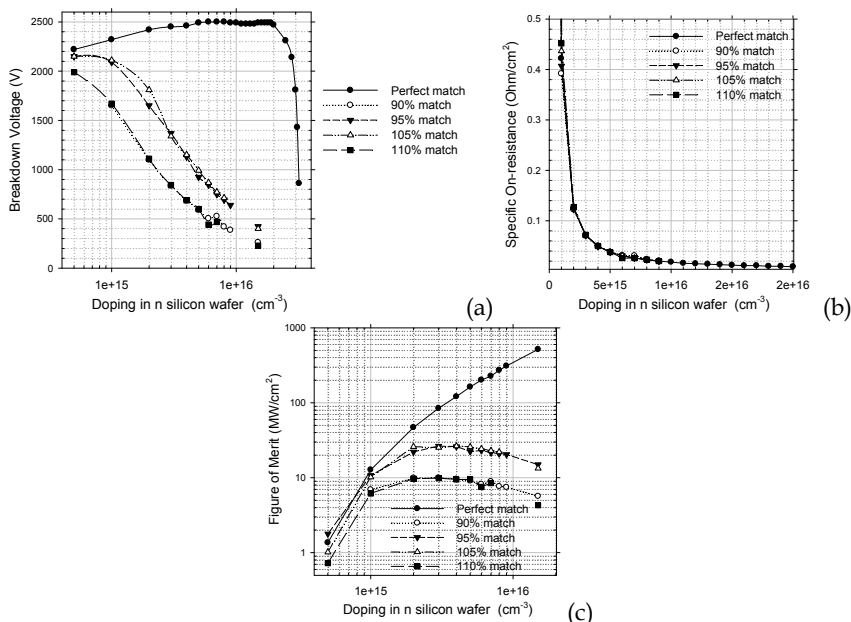 Breakdown Voltage (V)
2500
2000
1500
1000
500
0
1e+15
1e+16
Doping in n silicon wafer (cm-3)
Perfect match
90% match
95% match
105% match
110% match
(a)
Specific On-resistance (Ohm/cm2)
0.5
0.4
0.3
0.2
0.1
0
5e+15
1e+16
2e+16
2e+16
Doping in n silicon wafer (cm-3)
Perfect match
90% match
95% match
105% match
110% match
(b)
Figure of Merit (MW/cm2)
1000
100
10
1
1e+15
1e+16
Doping in n silicon wafer (cm-3)
Perfect match
90% match
95% match
105% match
110% match
(c)